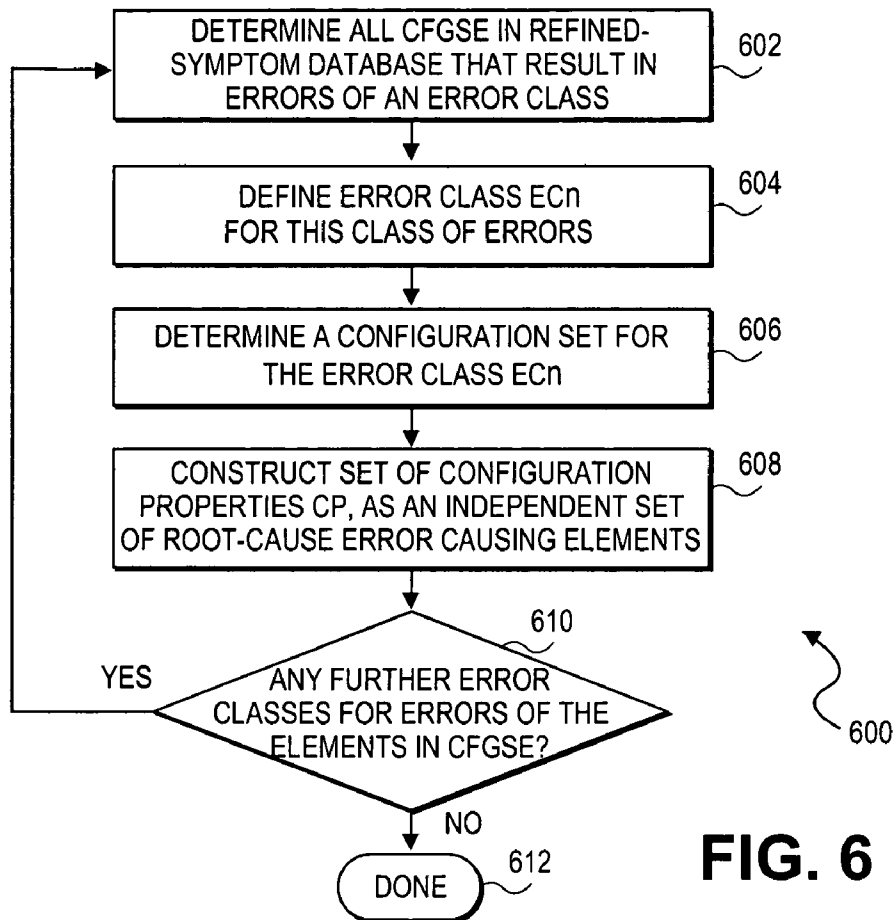 DETERMINE ALL CFGSE IN REFINED-
SYMPTOM DATABASE THAT RESULT IN
ERRORS OF AN ERROR CLASS
602
DEFINE ERROR CLASS ECn
FOR THIS CLASS OF ERRORS
604
DETERMINE A CONFIGURATION SET FOR
THE ERROR CLASS ECn
606
CONSTRUCT SET OF CONFIGURATION
PROPERTIES CP, AS AN INDEPENDENT SET
OF ROOT-CAUSE ERROR CAUSING ELEMENTS
608
610
YES
ANY FURTHER ERROR
CLASSES FOR ERRORS OF THE
ELEMENTS IN CFGSE?
600
NO
DONE
612
FIG. 6